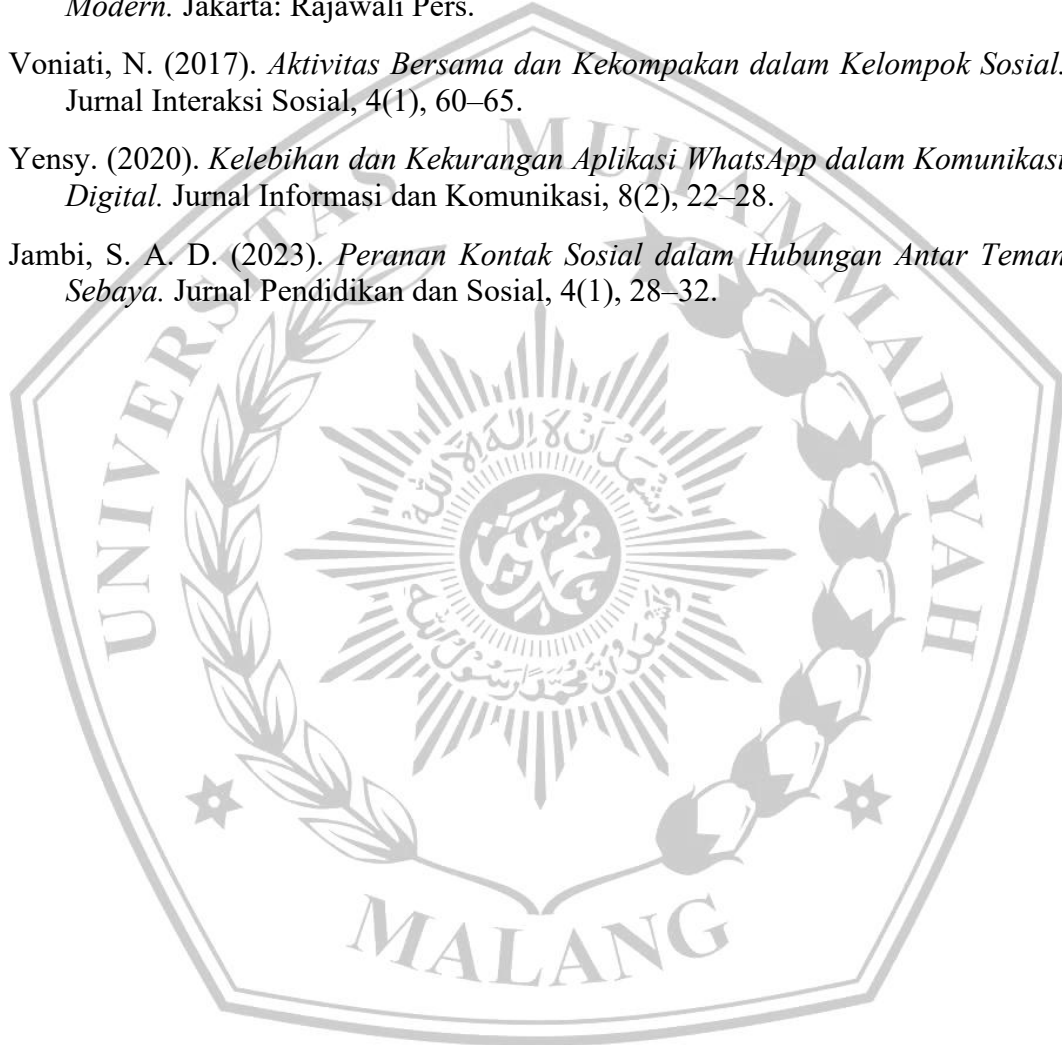 Modern. Jakarta: Rajawali Pers.
Voniati, N. (2017). Aktivitas Bersama dan Kekompakan dalam Kelompok Sosial.
Jurnal Interaksi Sosial, 4(1), 60–65.
Yensy. (2020). Kelebihan dan Kekurangan Aplikasi WhatsApp dalam Komunikasi
Digital. Jurnal Informasi dan Komunikasi, 8(2), 22–28.
Jambi, S. A. D. (2023). Peranan Kontak Sosial dalam Hubungan Antar Teman
Sebaya. Jurnal Pendidikan dan Sosial, 4(1), 28–32.
UNIVERSITAS MUHAMMADIYAH
MALANG